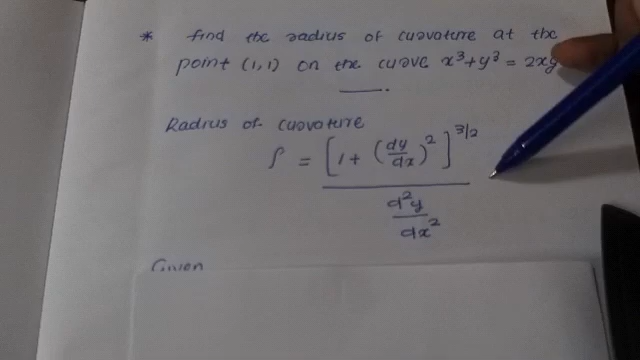 * find the radius of curvature at the
point (1,1) on the curve x³+y³ = 2xy
Radius of curvature
ρ = [1 + (dy/dx)²]^3/2
d²y
dx²
Given